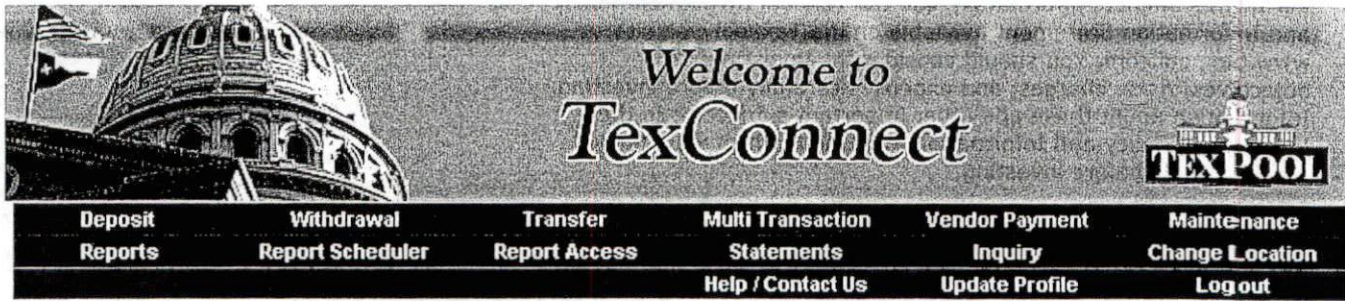 Welcome to
TexConnect
TEXPOOL
Deposit Withdrawal Transfer Multi Transaction Vendor Payment Maintenance
Reports Report Scheduler Report Access Statements Inquiry Change Location
Help / Contact Us Update Profile Logout